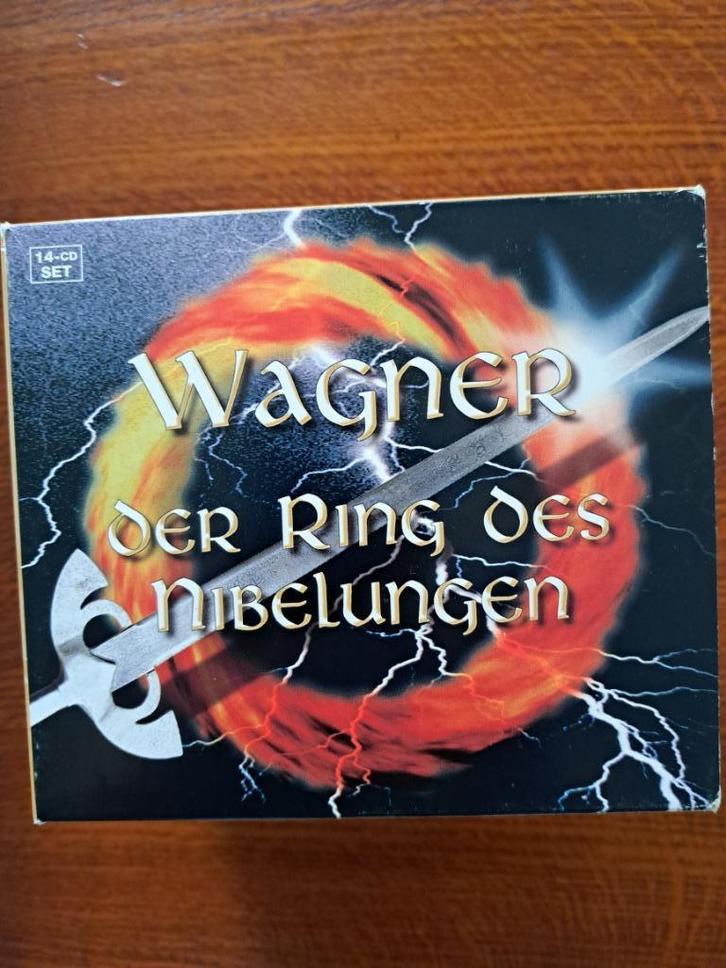 14-CD
SET
Wagner
Der Ring des
Nibelungen